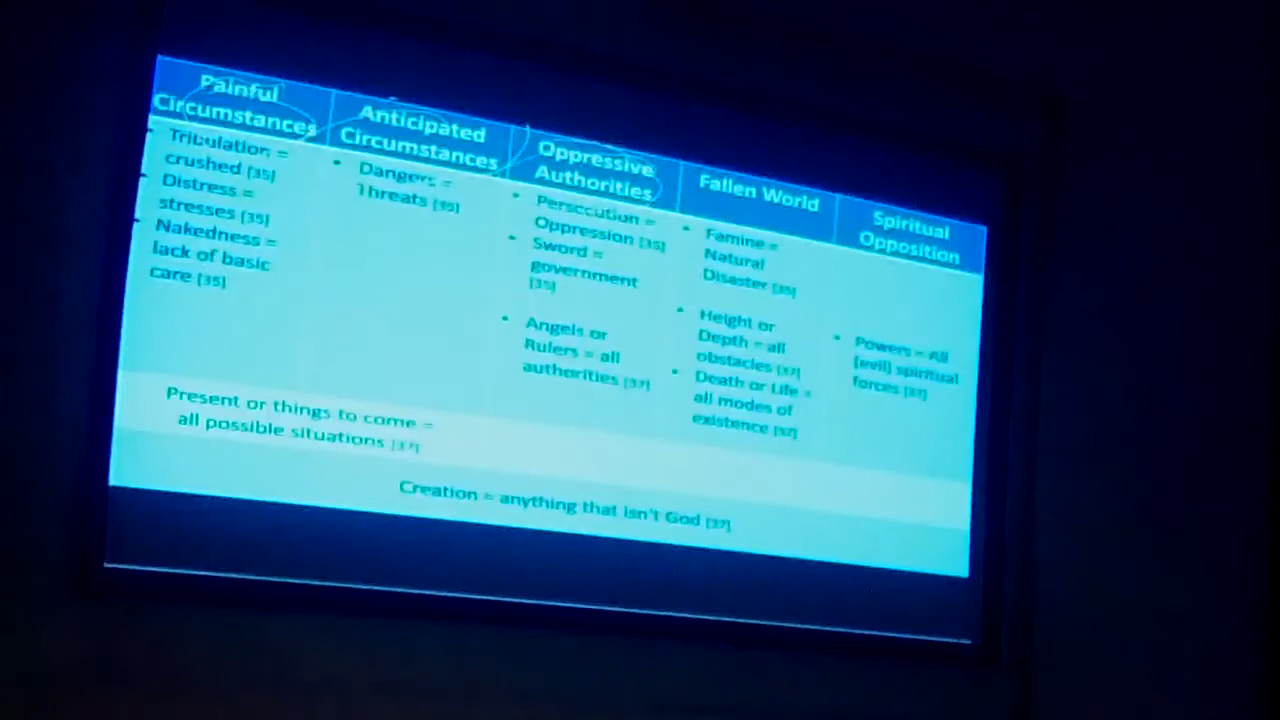 Painful
Circumstances
• Tribulation =
crushed [35]
• Distress =
stresses [35]
• Nakedness =
lack of basic
care [35]
Anticipated
Circumstances
• Dangers =
Threats [35]
Oppressive
Authorities
• Persecution =
Oppression [35]
• Sword =
government
[35]
• Angels or
Rulers = all
authorities [37]
Fallen World
• Famine =
Natural
Disaster [35]
• Height or
Depth = all
obstacles [37]
• Death or Life =
all modes of
existence [37]
Spiritual
Opposition
• Powers = All
(evil) spiritual
forces [37]
Present or things to come =
all possible situations [37]
Creation = anything that isn't God [37]